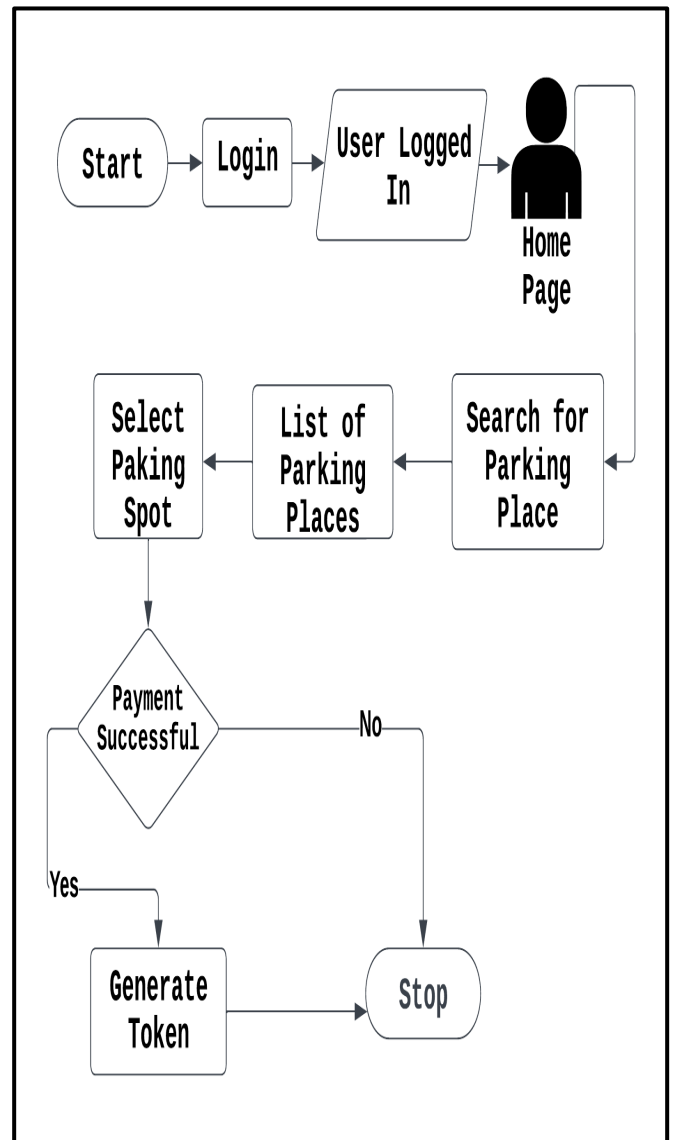 Start
Login
User Logged
In
Home
Page
Search for
Parking
Place
List of
Parking
Places
Select
Paking
Spot
Payment
Successful
No
Yes
Generate
Token
Stop